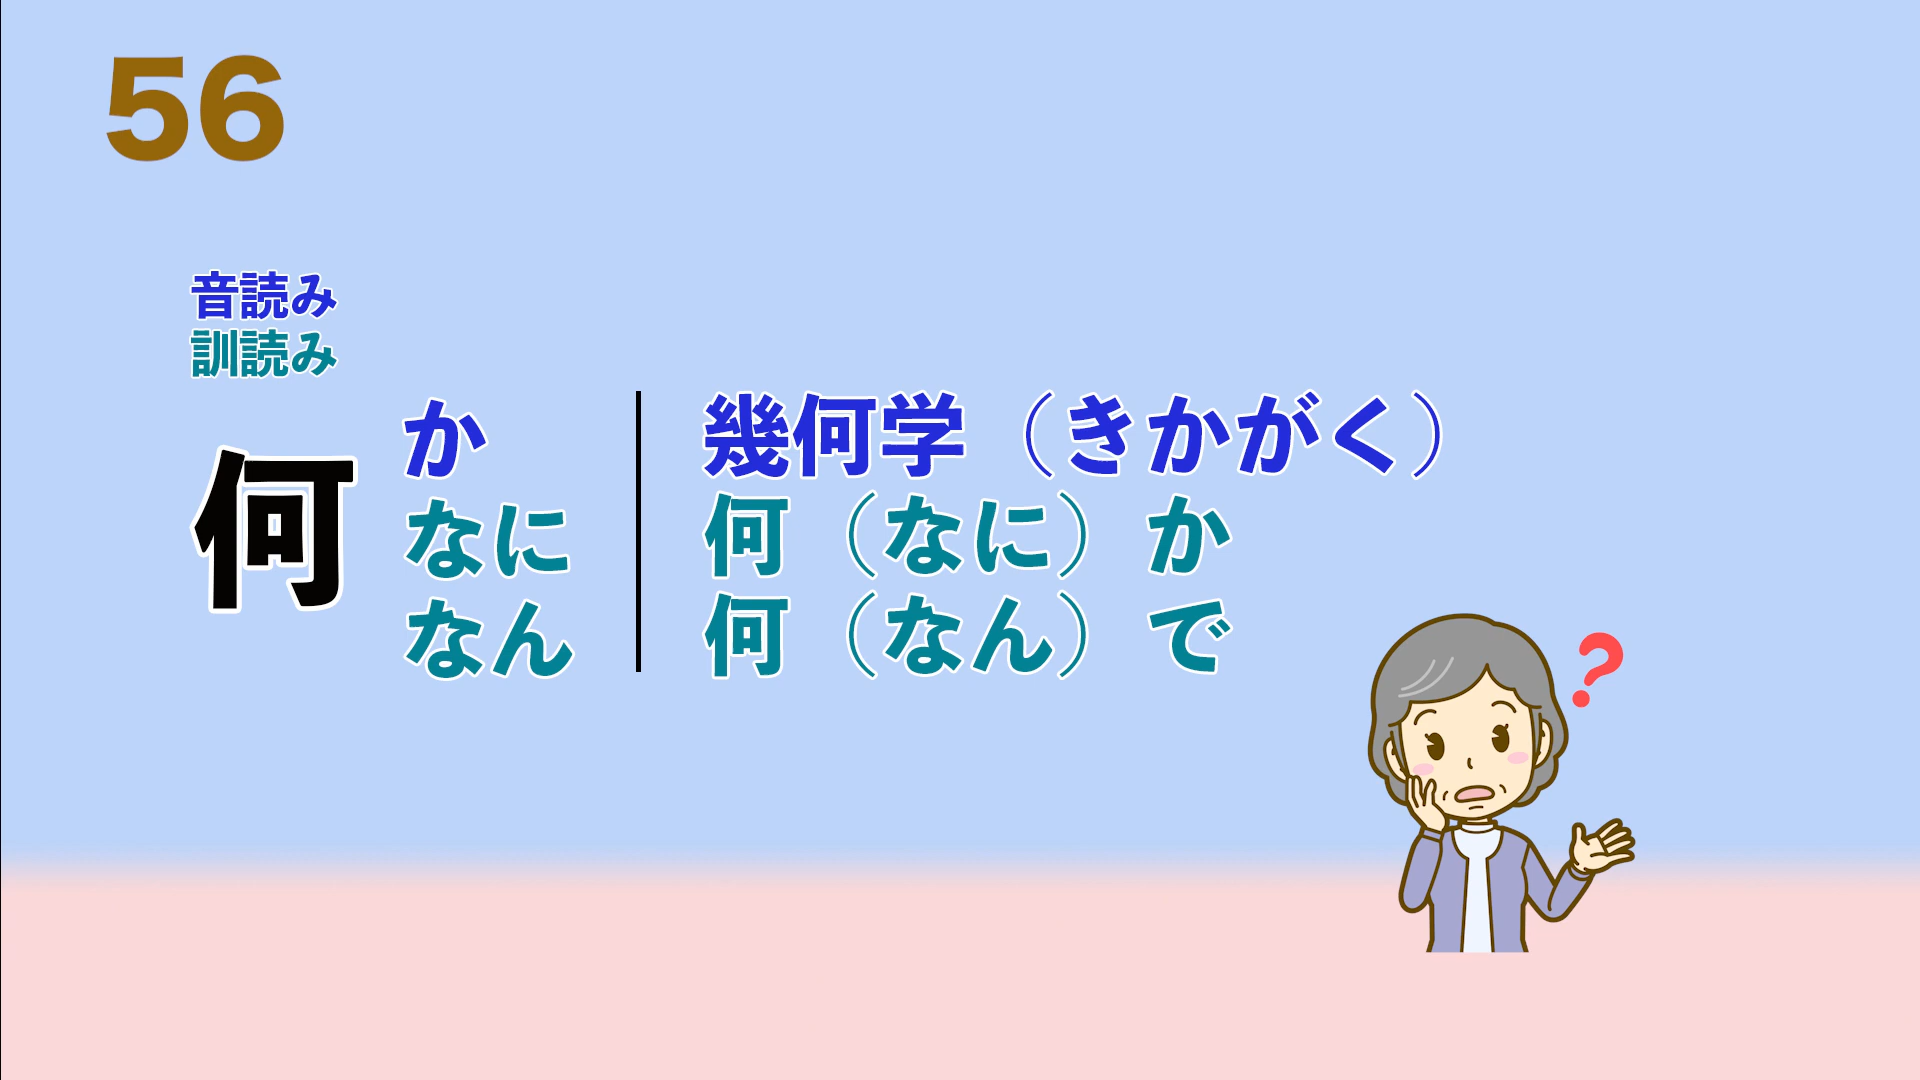 56
音読み
訓読み
何
か
なに
なん
幾何学（きかがく）
何（なに）か
何（なん）で
?